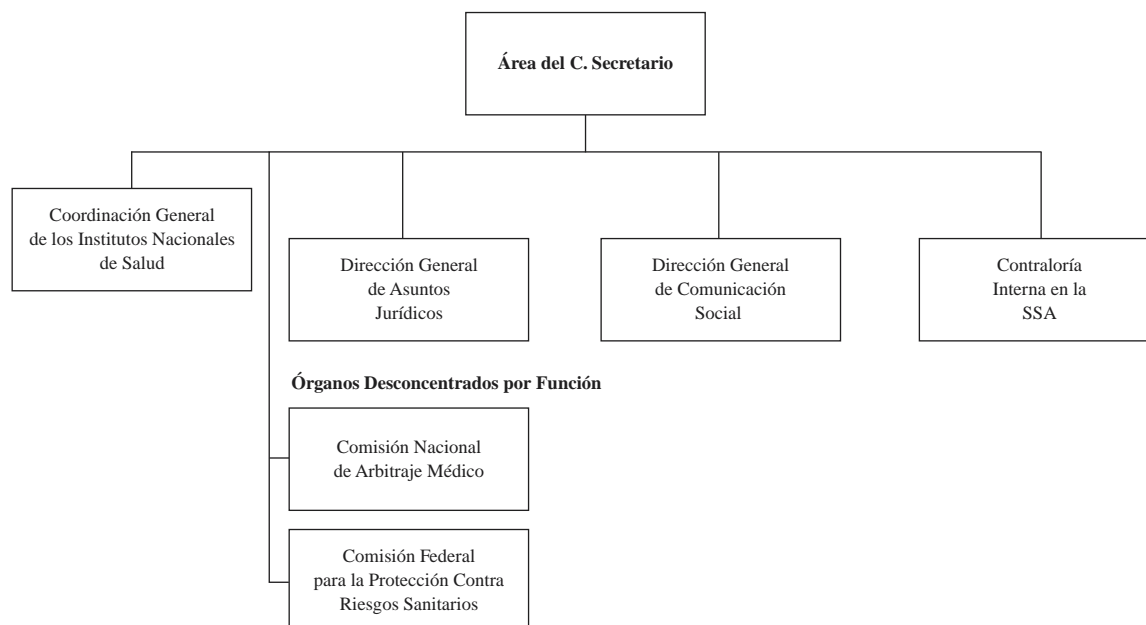 Área del C. Secretario
Coordinación General
de los Institutos Nacionales
de Salud
Dirección General
de Asuntos
Jurídicos
Dirección General
de Comunicación
Social
Contraloría
Interna en la
SSA
Órganos Desconcentrados por Función
Comisión Nacional
de Arbitraje Médico
Comisión Federal
para la Protección Contra
Riesgos Sanitarios